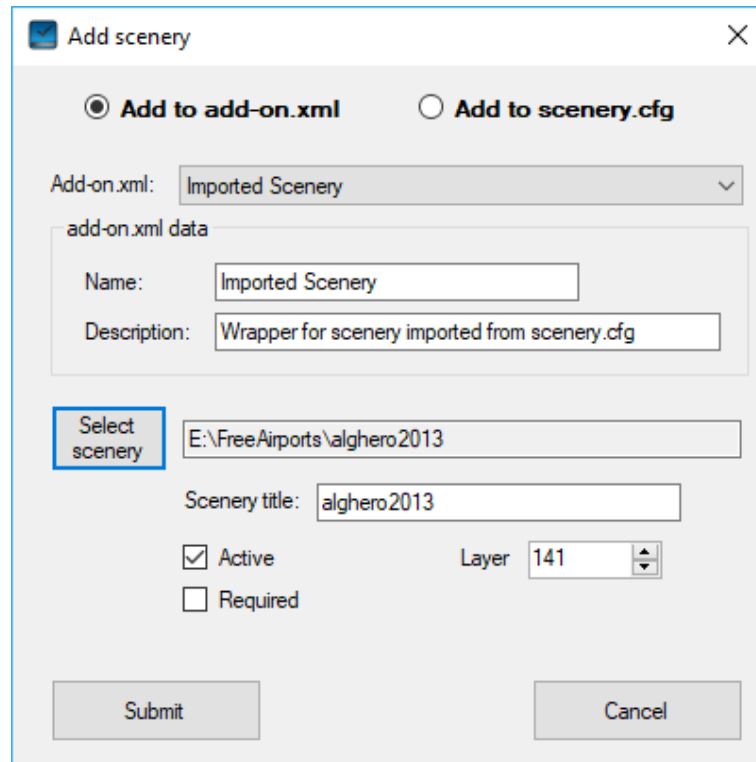 Add scenery
Add to add-on.xml
Add to scenery.cfg
Add-on.xml:
Imported Scenery
add-on.xml data
Name:
Imported Scenery
Description:
Wrapper for scenery imported from scenery.cfg
Select
scenery
E:\FreeAirports\alghero2013
Scenery title:
alghero2013
Active
Layer
141
Required
Submit
Cancel